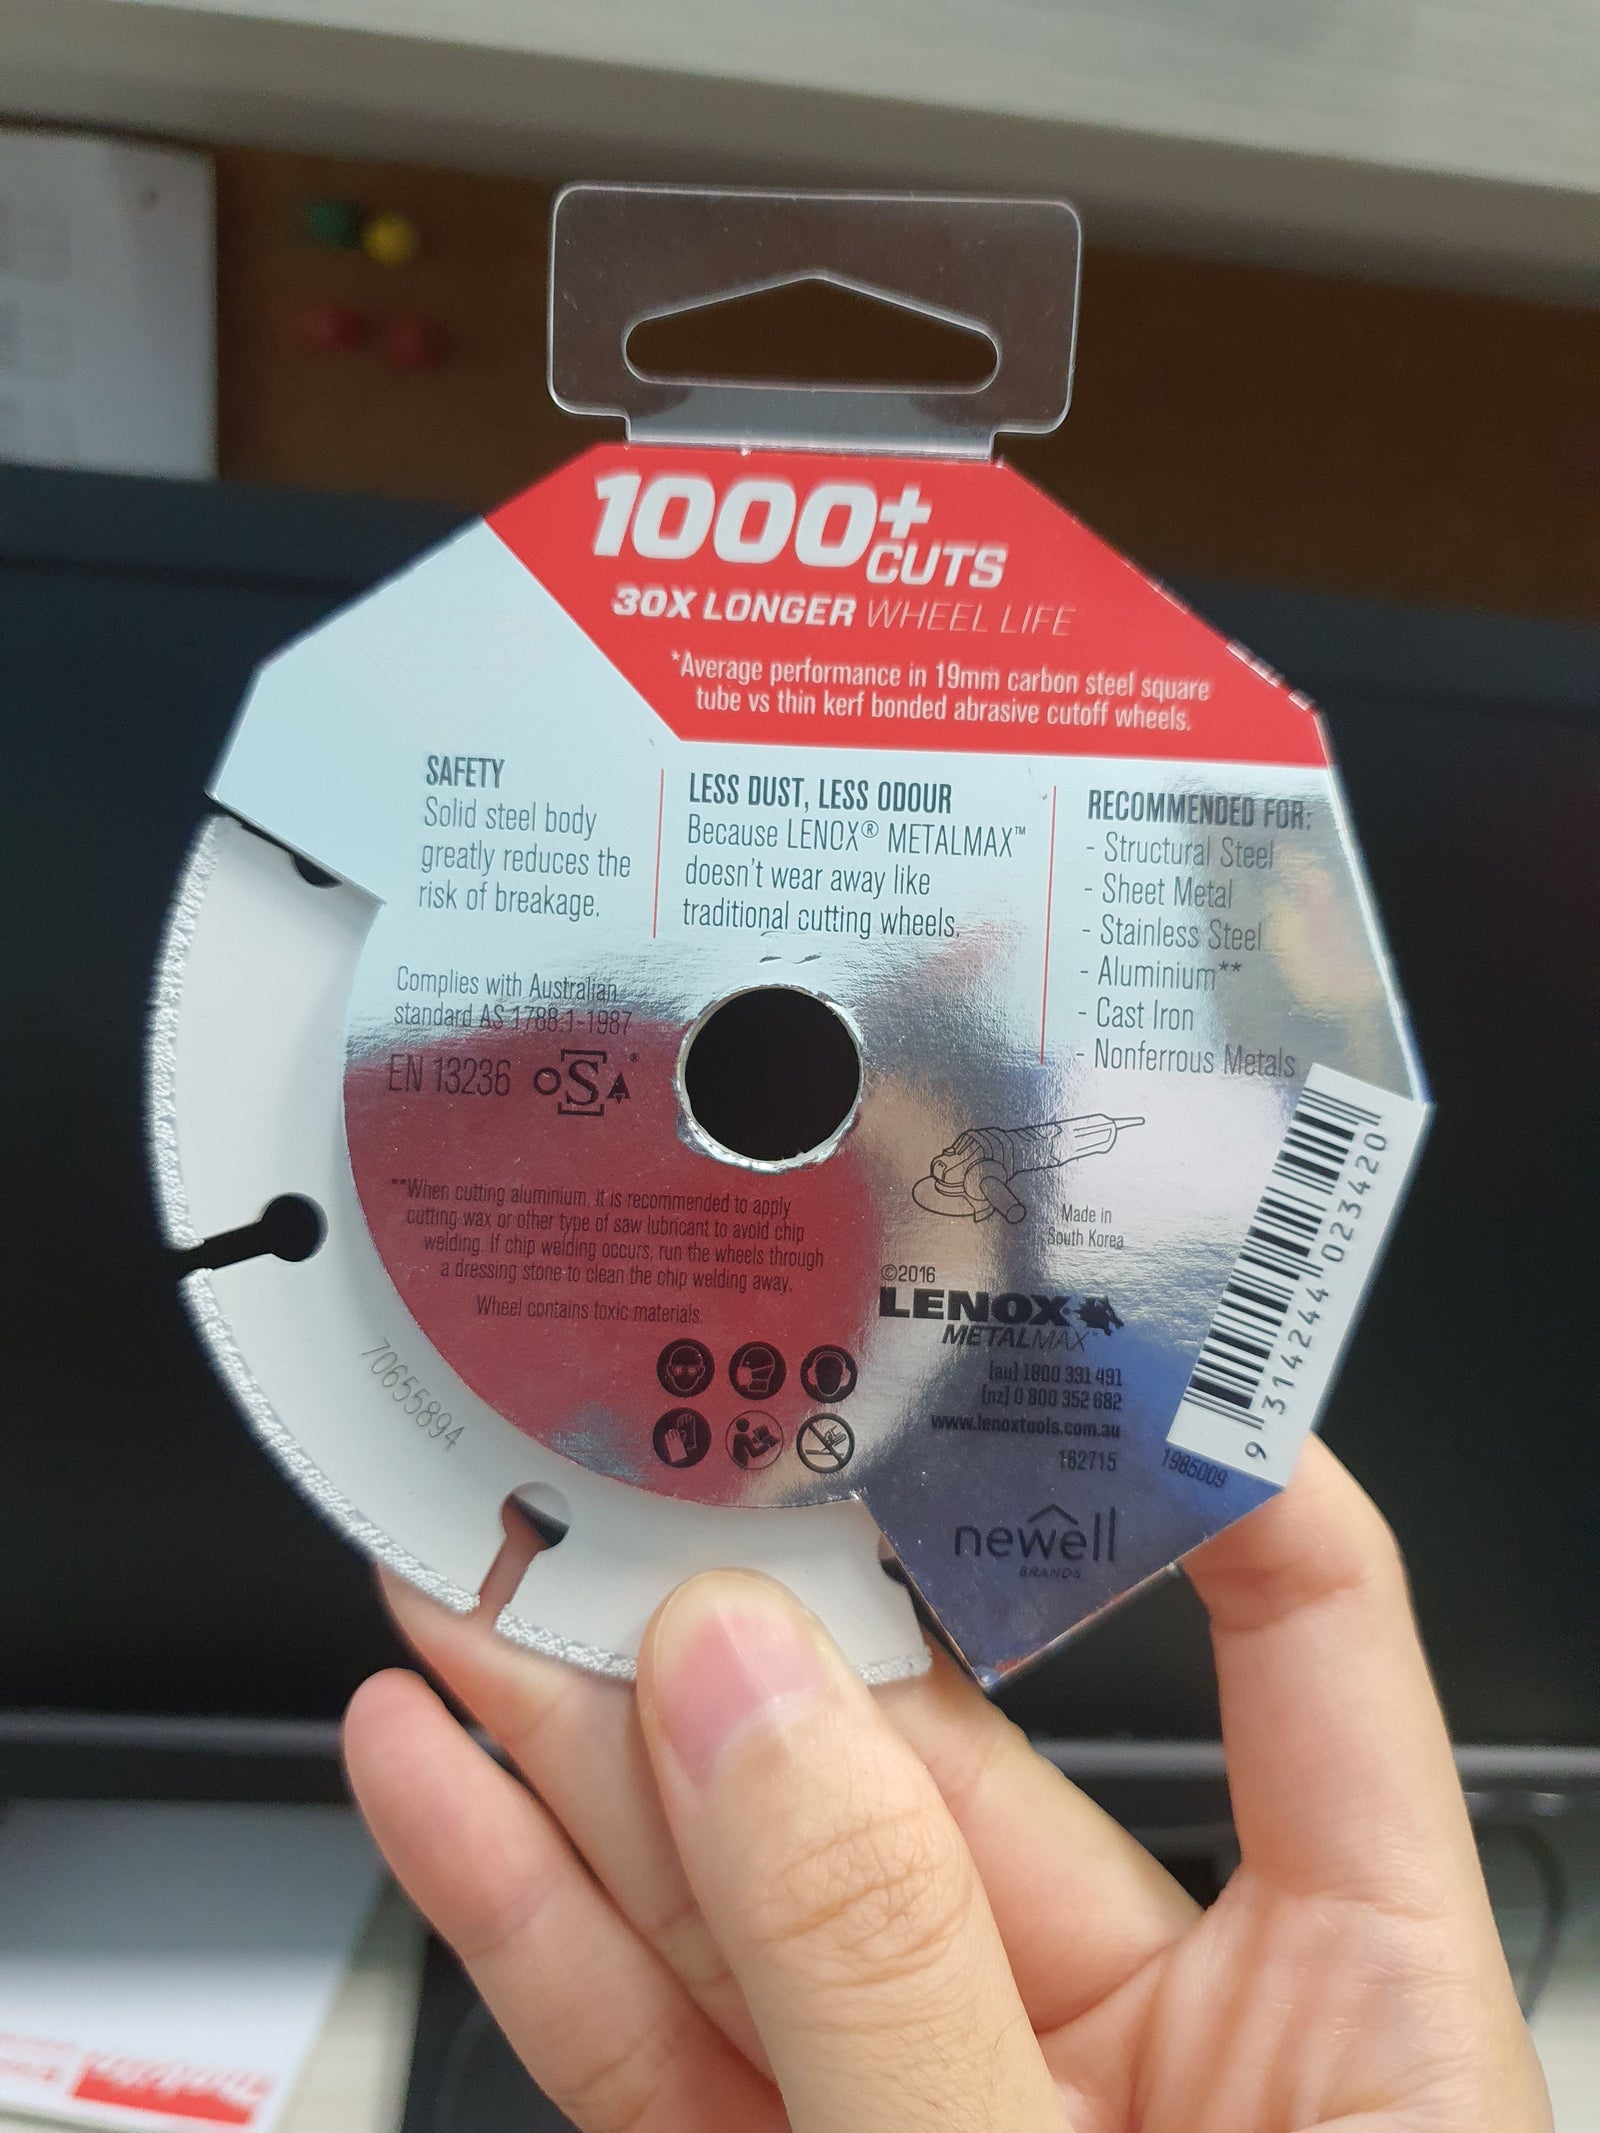 1000+
CUTS
30X LONGER WHEEL LIFE
*Average performance in 19mm carbon steel square
tube vs thin kerf bonded abrasive cutoff wheels.
SAFETY
Solid steel body
greatly reduces the
risk of breakage.
LESS DUST, LESS ODOUR
Because LENOX® METALMAX™
doesn't wear away like
traditional cutting wheels.
RECOMMENDED FOR:
- Structural Steel
- Sheet Metal
- Stainless Steel
- Aluminium**
- Cast Iron
- Nonferrous Metals
Complies with Australian
standard AS 1788.1-1987
EN 13236 oSA®
**When cutting aluminium. It is recommended to apply
cutting wax or other type of saw lubricant to avoid chip
welding. If chip welding occurs, run the wheels through
a dressing stone to clean the chip welding away.
Wheel contains toxic materials.
Made in
South Korea
©2016
LENOX
METALMAX™
[au] 1800 331 491
[nz] 0 800 352 682
www.lenoxtools.com.au
162715
1985009
newell
BRANDS
9 314244 023420
70655894